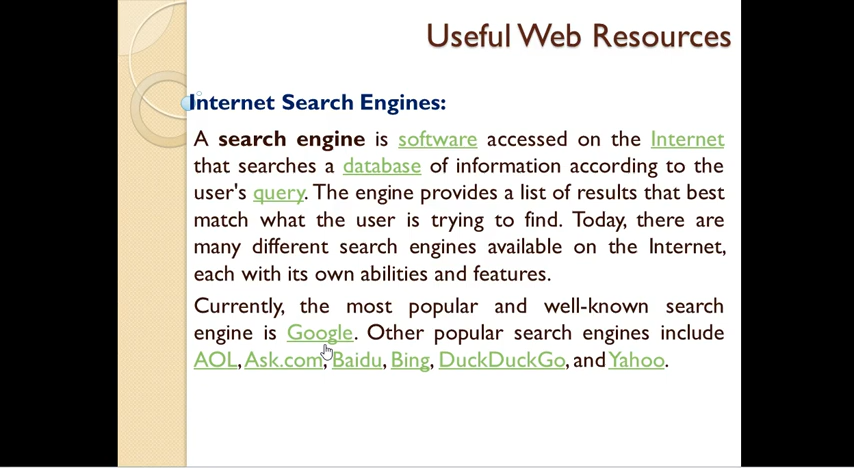 Useful Web Resources
Internet Search Engines:
A search engine is software accessed on the Internet
that searches a database of information according to the
user's query. The engine provides a list of results that best
match what the user is trying to find. Today, there are
many different search engines available on the Internet,
each with its own abilities and features.
Currently, the most popular and well-known search
engine is Google. Other popular search engines include
AOL, Ask.com, Baidu, Bing, DuckDuckGo, and Yahoo.